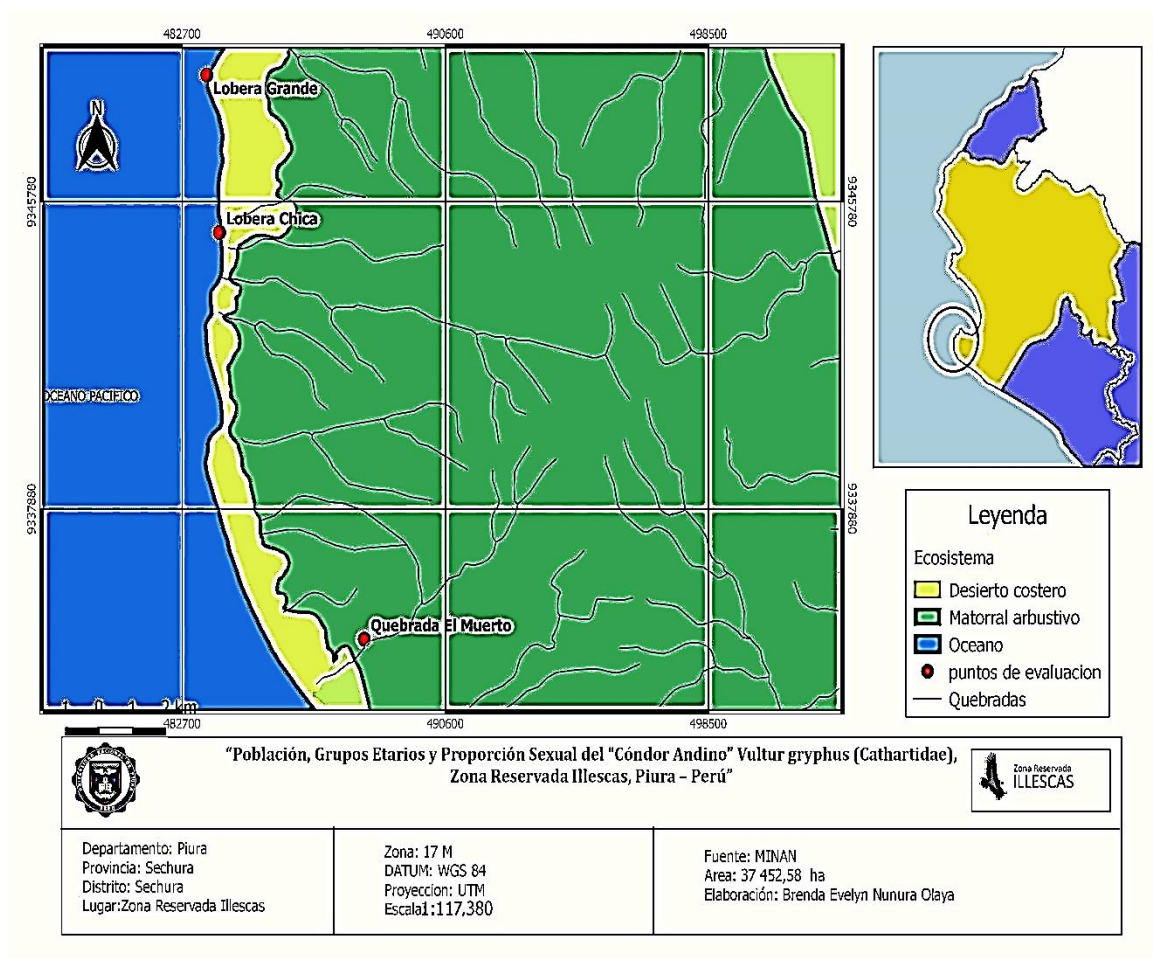 482700
490600
498500
Lobera Grande
N
9345780
9345780
Lobera Chica
OCEANO PACIFICO
9337880
9337880
Quebrada El Muerto
1 0 1 2 km
482700
490600
498500
Leyenda
Ecosistema
Desierto costero
Matorral arbustivo
Oceano
puntos de evaluacion
Quebradas
“Población, Grupos Etarios y Proporción Sexual del "Cóndor Andino" Vultur gryphus (Cathartidae),
Zona Reservada Illescas, Piura – Perú”
Zona Reservada
ILLESCAS
Departamento: Piura
Provincia: Sechura
Distrito: Sechura
Lugar:Zona Reservada Illescas
Zona: 17 M
DATUM: WGS 84
Proyeccion: UTM
Escala1:117,380
Fuente: MINAN
Area: 37 452,58 ha
Elaboración: Brenda Evelyn Nunura Olaya